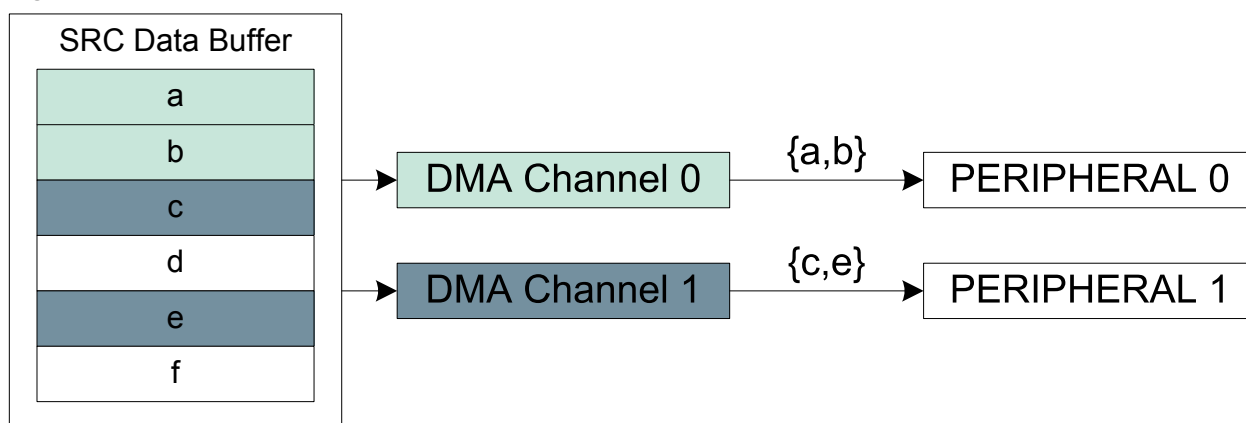 SRC Data Buffer
a
b
c
d
e
f
DMA Channel 0
{a,b}
PERIPHERAL 0
DMA Channel 1
{c,e}
PERIPHERAL 1